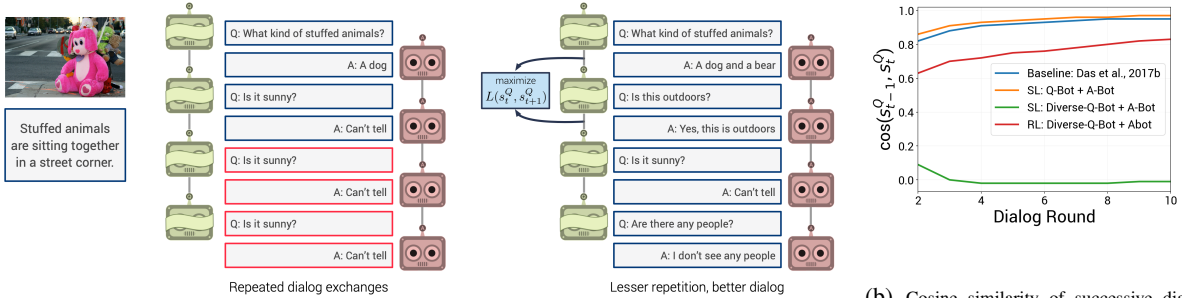 Stuffed animals
are sitting together
in a street corner.
Q: What kind of stuffed animals?
A: A dog
Q: Is it sunny?
A: Can't tell
Q: Is it sunny?
A: Can't tell
Q: Is it sunny?
A: Can't tell
Repeated dialog exchanges
maximize
L(s_t^Q, s_{t+1}^Q)
Q: What kind of stuffed animals?
A: A dog and a bear
Q: Is this outdoors?
A: Yes, this is outdoors
Q: Is it sunny?
A: Can't tell
Q: Are there any people?
A: I don't see any people
Lesser repetition, better dialog
cos(s_{t-1}^Q, s_t^Q)
1.0
0.8
0.6
0.4
0.2
0.0
Baseline: Das et al., 2017b
SL: Q-Bot + A-Bot
SL: Diverse-Q-Bot + A-Bot
RL: Diverse-Q-Bot + Abot
2 4 6 8 10
Dialog Round
(b) Cosine similarity of successive dia